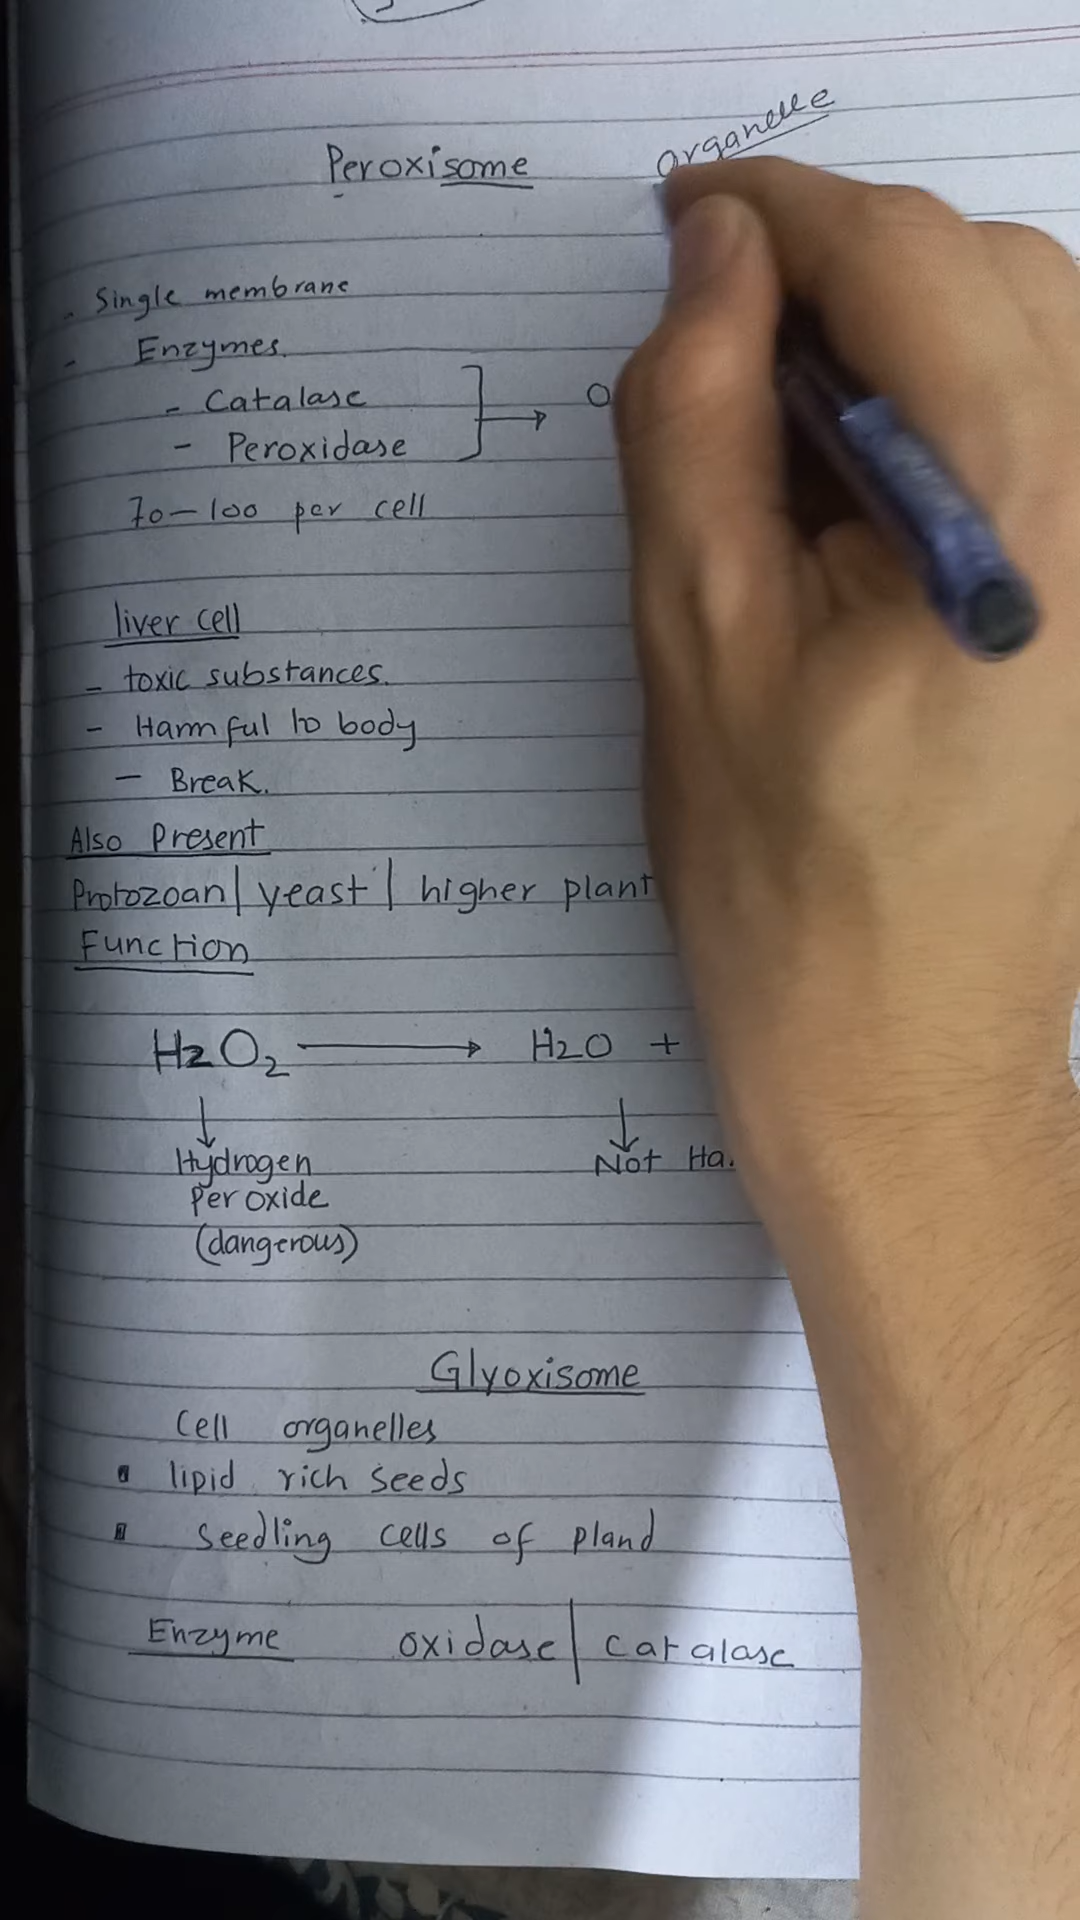 Organelle
Peroxisome
Single membrane
Enzymes.
- Catalase
- Peroxidase
70-100 per cell
liver cell
- toxic substances.
- Harmful to body
- Break.
Also Present
Protozoan | yeast | higher plant
Function
H2O2 → H2O +
Hydrogen Not
Peroxide
(dangerous)
Glyoxisome
Cell organelles
lipid rich seeds
seedling cells of pland
Enzyme oxidase | catalase